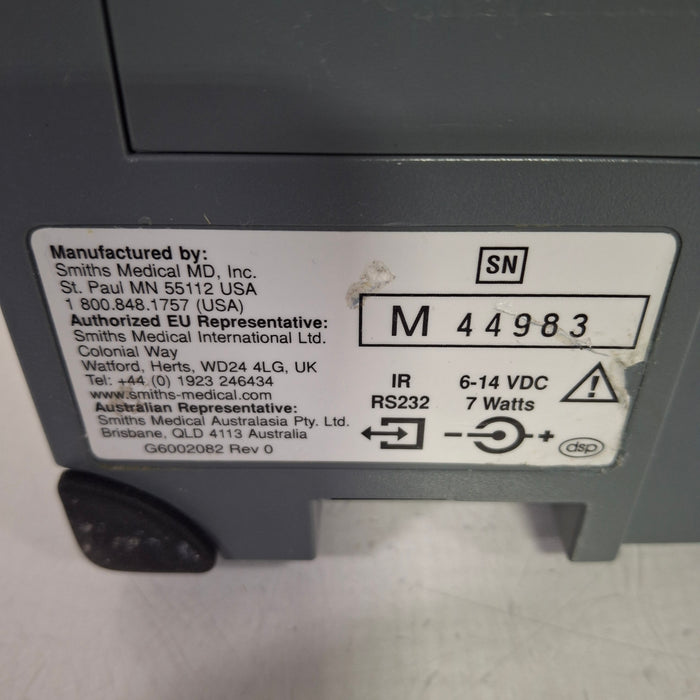 Manufactured by:
Smiths Medical MD, Inc.
St. Paul MN 55112 USA
1 800.848.1757 (USA)
Authorized EU Representative:
Smiths Medical International Ltd.
Colonial Way
Watford, Herts, WD24 4LG, UK
Tel: +44 (0) 1923 246434
www.smiths-medical.com
Australian Representative:
Smiths Medical Australasia Pty. Ltd.
Brisbane, QLD 4113 Australia
G6002082 Rev 0
SN
M 44983
IR
RS232
6-14 VDC
7 Watts
dsp